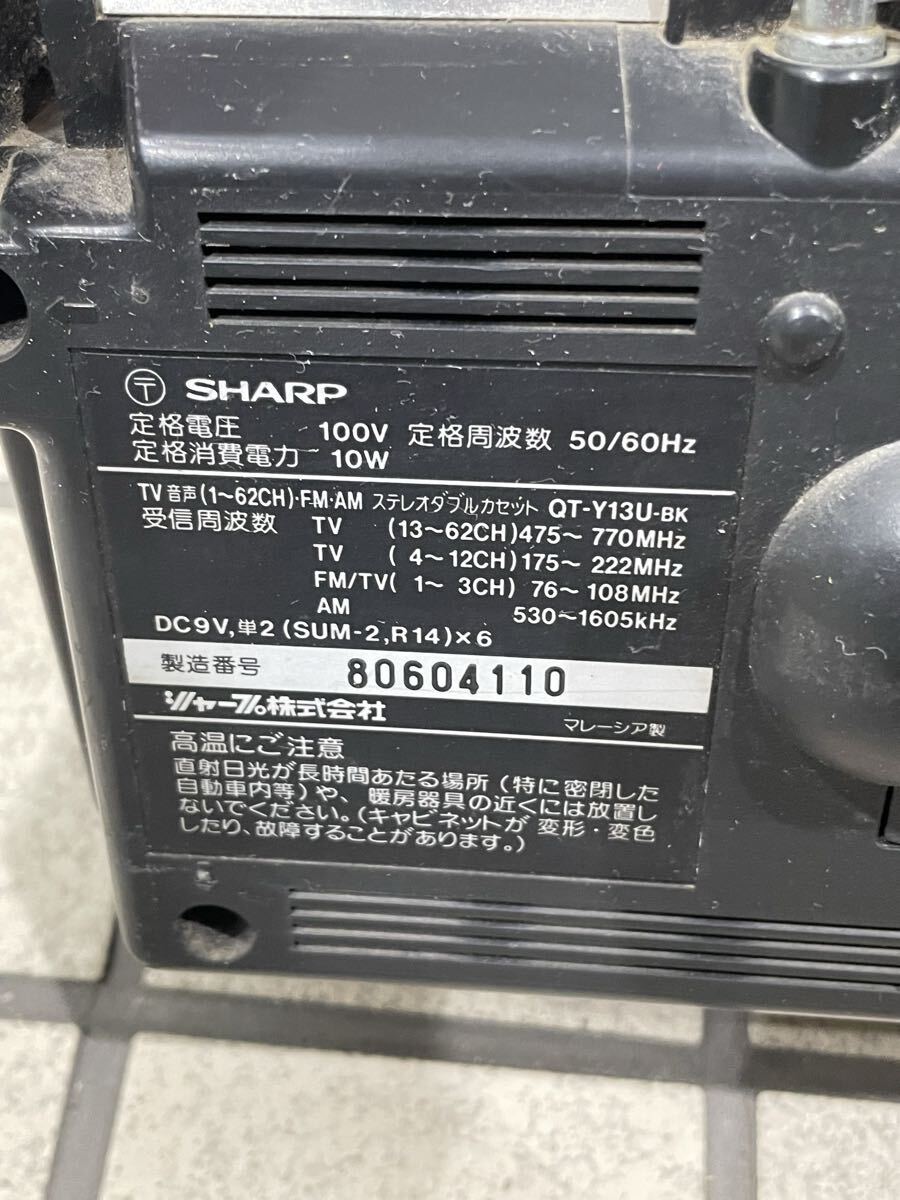 〒 SHARP
定格電圧 100V 定格周波数 50/60Hz
定格消費電力 10W
TV音声(1～62CH)・FM・AM ステレオダブルカセット QT-Y13U-BK
受信周波数 TV (13～62CH)475～770MHz
TV (4～12CH)175～222MHz
FM/TV(1～3CH) 76～108MHz
AM 530～1605kHz
DC9V,単2(SUM-2,R14)×6
製造番号 80604110
シャープ株式会社 マレーシア製
高温にご注意
直射日光が長時間あたる場所(特に密閉した
自動車内等)や、暖房器具の近くには放置し
ないでください。(キャビネットが変形・変色
したり、故障することがあります。)